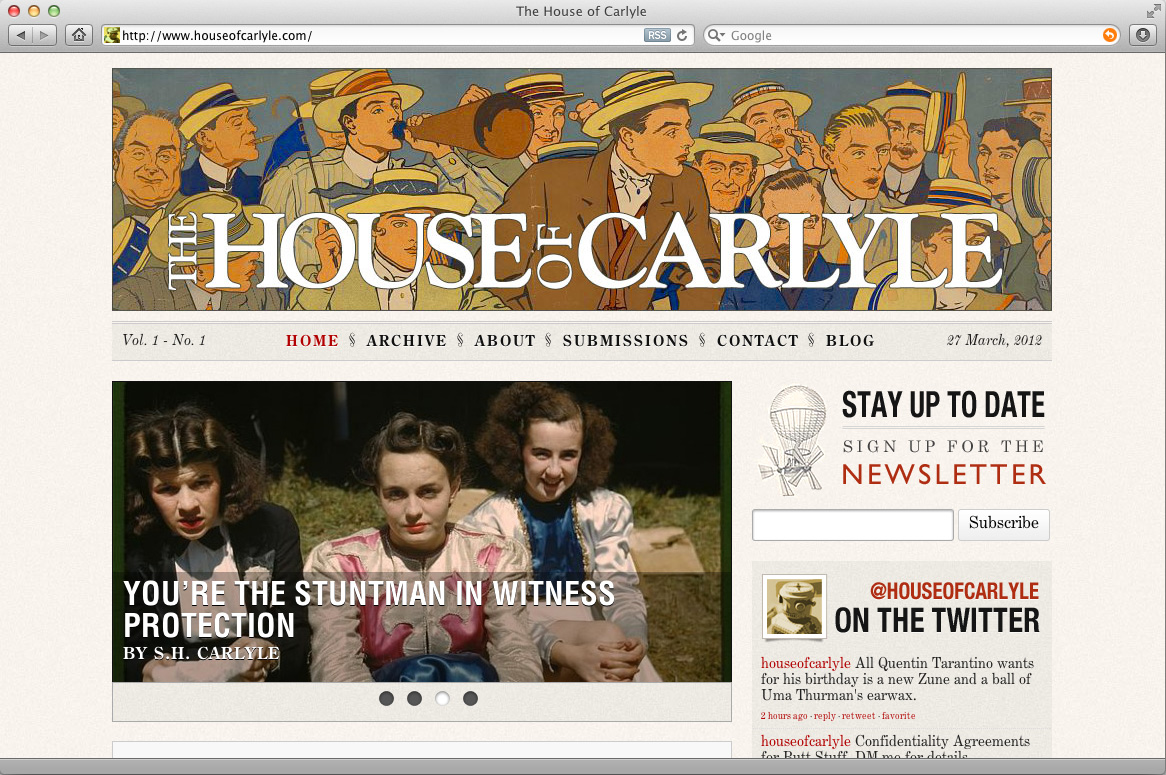 The House of Carlyle
http://www.houseofcarlyle.com/ RSS Google
THE HOUSE OF CARLYLE
Vol. 1 - No. 1 HOME § ARCHIVE § ABOUT § SUBMISSIONS § CONTACT § BLOG 27 March, 2012
YOU'RE THE STUNTMAN IN WITNESS
PROTECTION
BY S.H. CARLYLE
STAY UP TO DATE
SIGN UP FOR THE
NEWSLETTER
Subscribe
@HOUSEOFCARLYLE
ON THE TWITTER
houseofcarlyle All Quentin Tarantino wants
for his birthday is a new Zune and a ball of
Uma Thurman's earwax.
2 hours ago · reply · retweet · favorite
houseofcarlyle Confidentiality Agreements
for Butt Stuff. DM me for details.